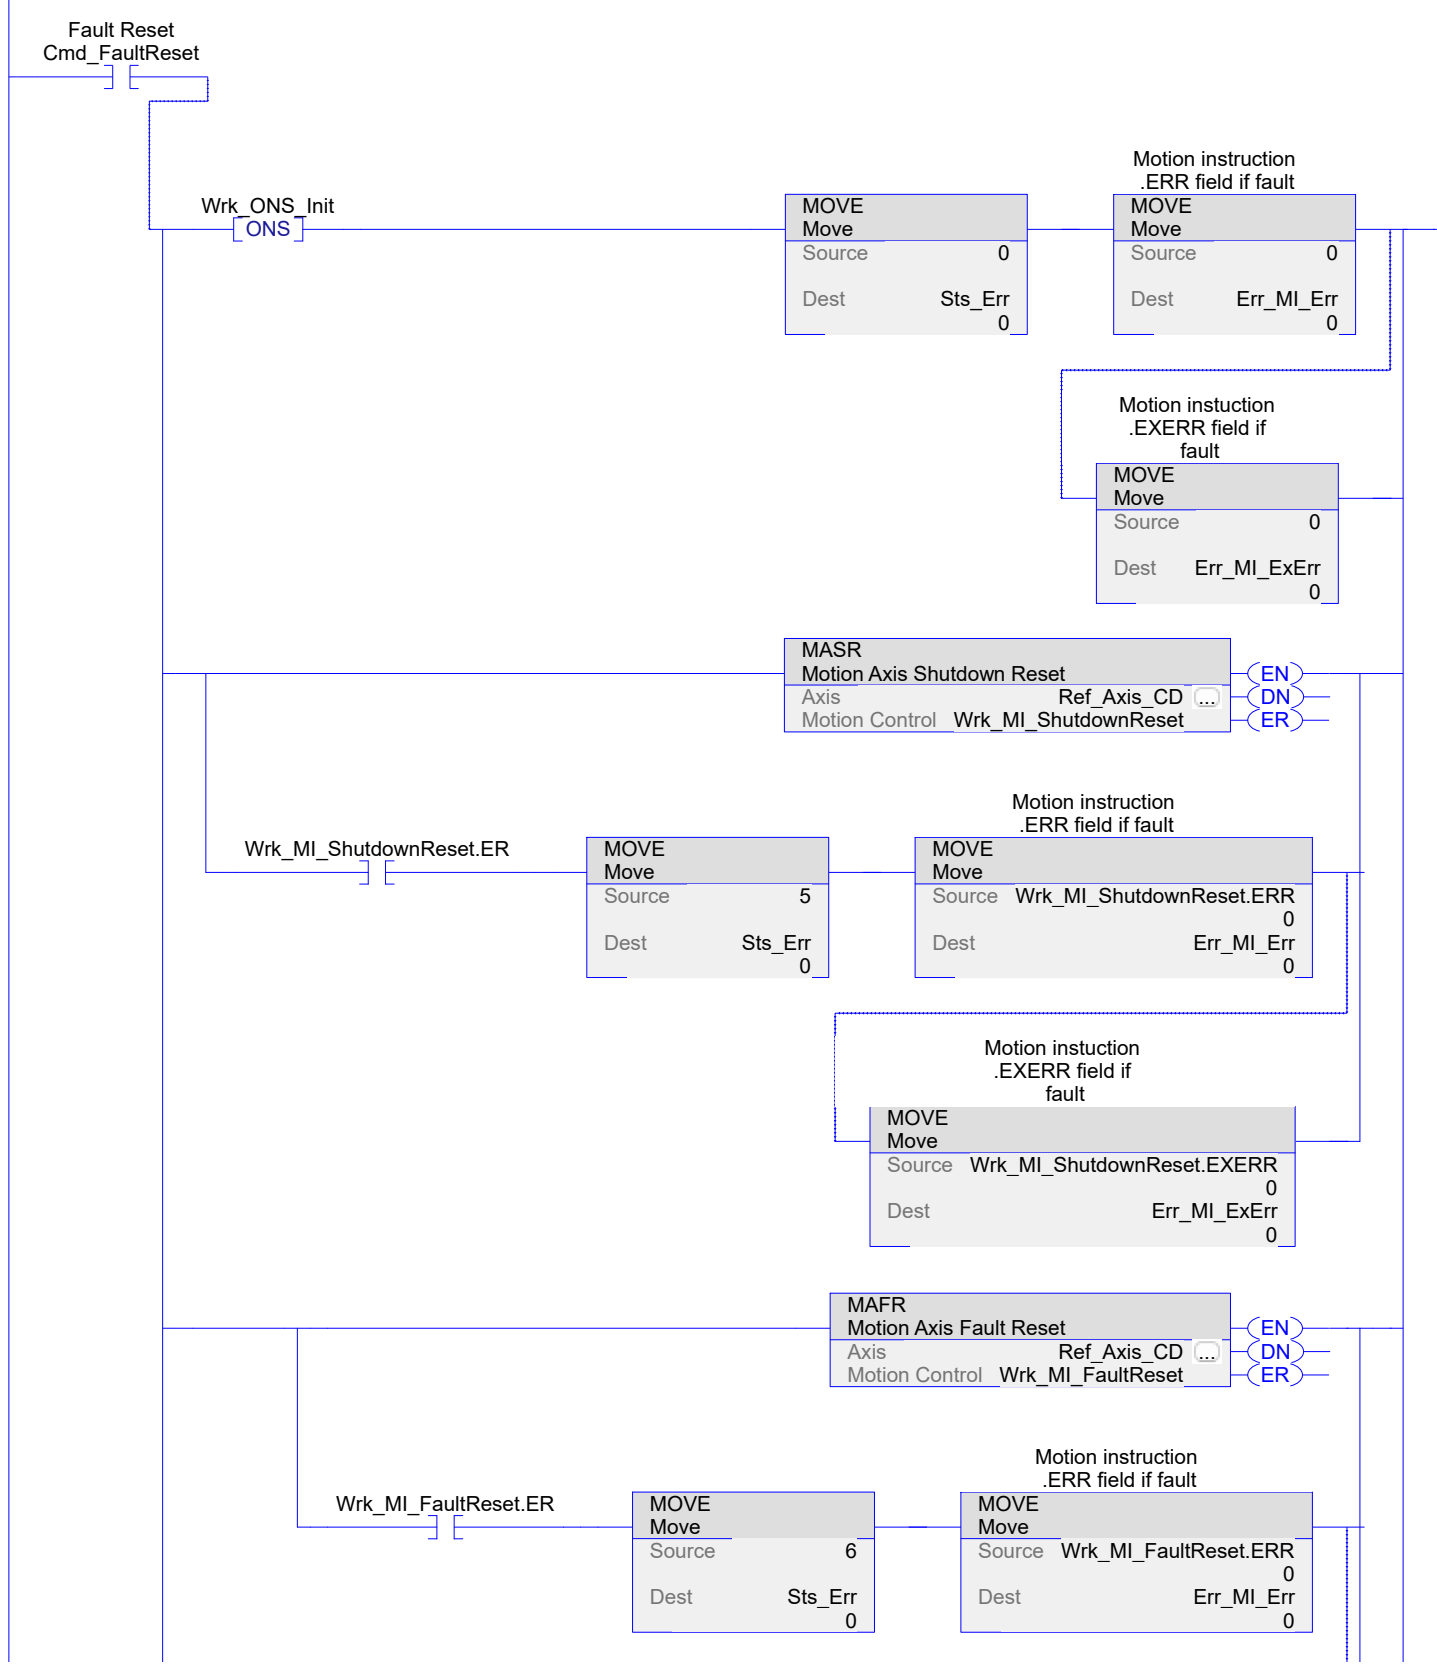 Fault Reset
Cmd_FaultReset
Wrk_ONS_Init
ONS
MOVE
Move
Source 0
Dest Sts_Err
0
Motion instruction
.ERR field if fault
MOVE
Move
Source 0
Dest Err_MI_Err
0
Motion instuction
.EXERR field if
fault
MOVE
Move
Source 0
Dest Err_MI_ExErr
0
MASR
Motion Axis Shutdown Reset
Axis Ref_Axis_CD ...
Motion Control Wrk_MI_ShutdownReset
EN
DN
ER
Wrk_MI_ShutdownReset.ER
MOVE
Move
Source 5
Dest Sts_Err
0
Motion instruction
.ERR field if fault
MOVE
Move
Source Wrk_MI_ShutdownReset.ERR
0
Dest Err_MI_Err
0
Motion instuction
.EXERR field if
fault
MOVE
Move
Source Wrk_MI_ShutdownReset.EXERR
0
Dest Err_MI_ExErr
0
MAFR
Motion Axis Fault Reset
Axis Ref_Axis_CD ...
Motion Control Wrk_MI_FaultReset
EN
DN
ER
Wrk_MI_FaultReset.ER
MOVE
Move
Source 6
Dest Sts_Err
0
Motion instruction
.ERR field if fault
MOVE
Move
Source Wrk_MI_FaultReset.ERR
0
Dest Err_MI_Err
0